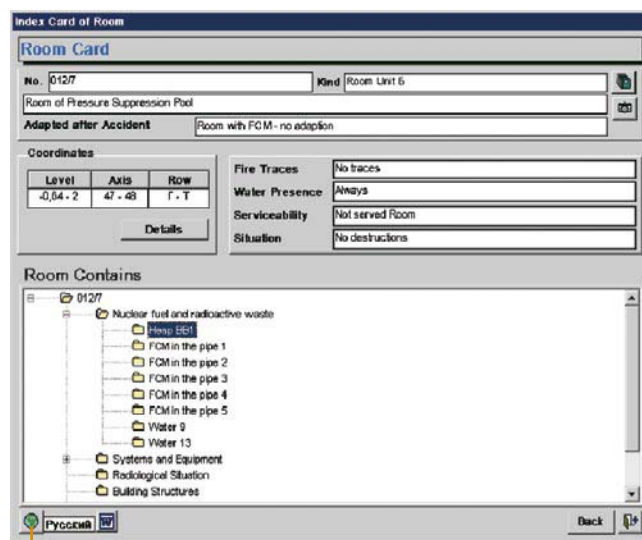 Index Card of Room
Room Card
No. 012/7 Kind Room Unit Б
Room of Pressure Suppression Pool
Adapted after Accident Room with FCM - no adaption
Coordinates
Level Axis Row
-0,64 - 2 47 - 48 Г - Т
Details
Fire Traces No traces
Water Presence Always
Serviceability Not served Room
Situation No destructions
Room Contains
012/7
Nuclear fuel and radioactive waste
Heap BB1
FCM in the pipe 1
FCM in the pipe 2
FCM in the pipe 3
FCM in the pipe 4
FCM in the pipe 5
Water 9
Water 13
Systems and Equipment
Radiological Situation
Building Structures
Русский W Back